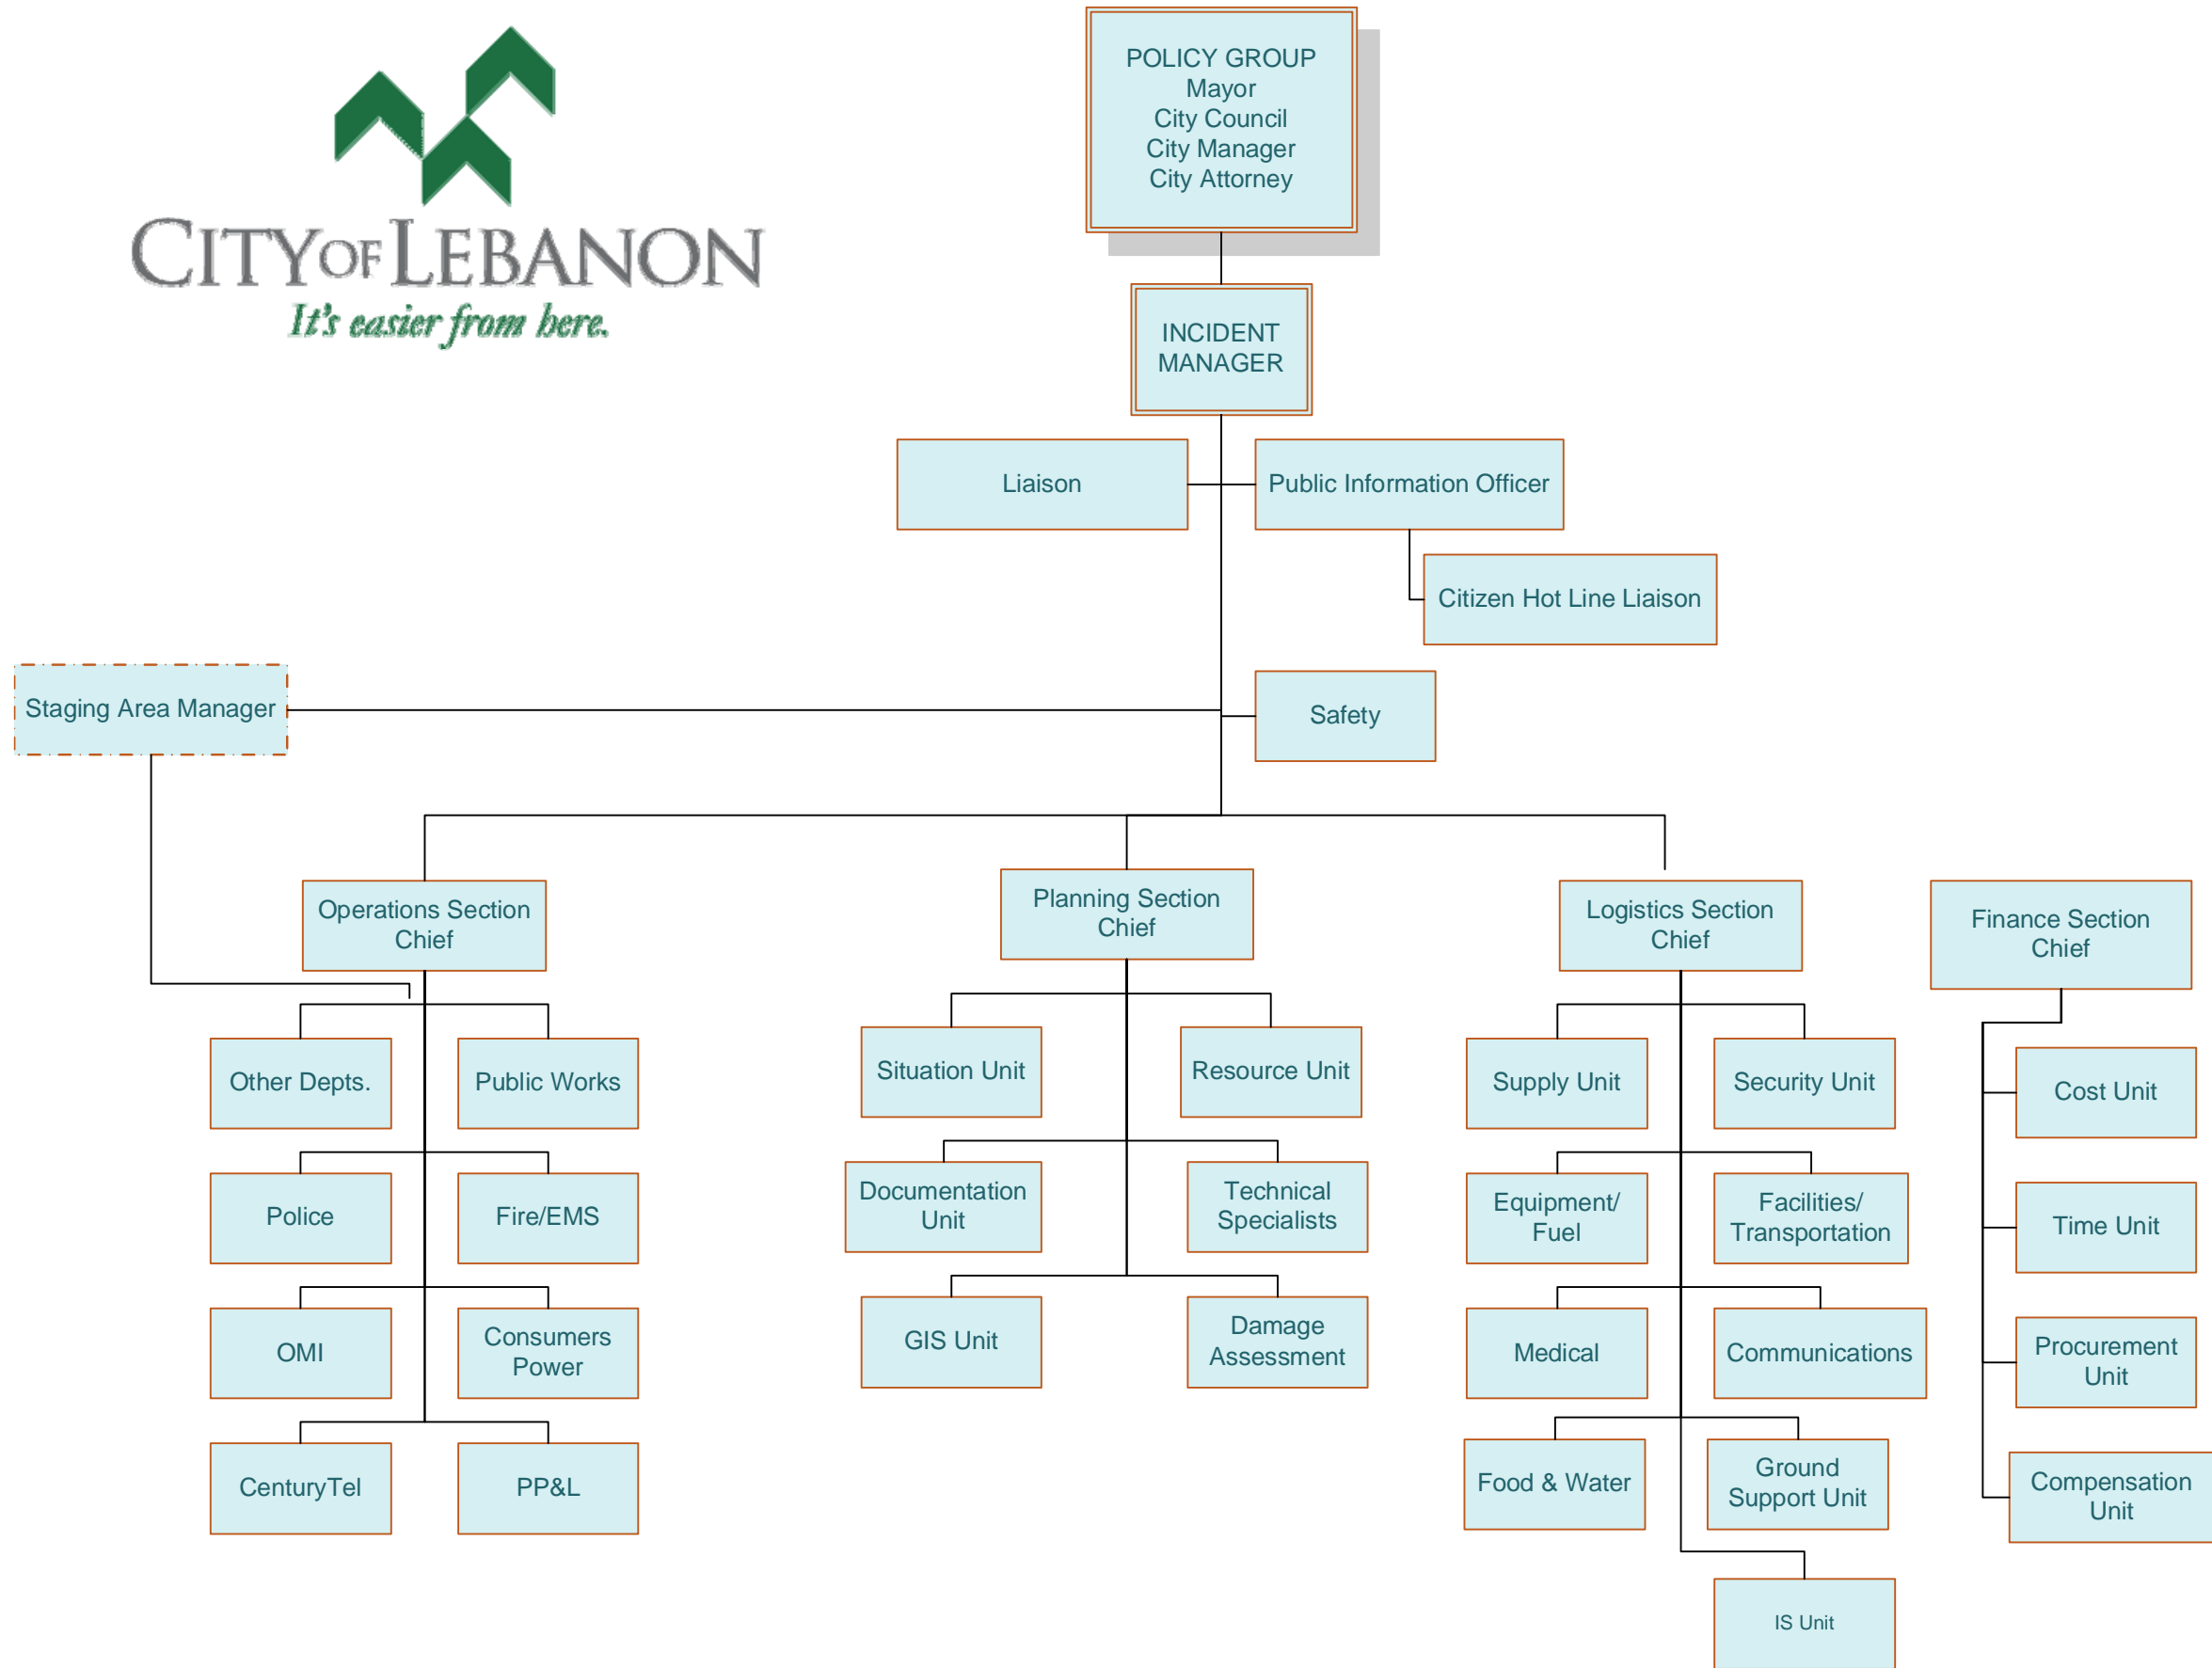 CITY OF LEBANON
It's easier from here.
POLICY GROUP
Mayor
City Council
City Manager
City Attorney
INCIDENT
MANAGER
Liaison
Public Information Officer
Citizen Hot Line Liaison
Staging Area Manager
Safety
Operations Section
Chief
Planning Section
Chief
Logistics Section
Chief
Finance Section
Chief
Other Depts.
Public Works
Police
Fire/EMS
OMI
Consumers
Power
CenturyTel
PP&L
Situation Unit
Resource Unit
Documentation
Unit
Technical
Specialists
GIS Unit
Damage
Assessment
Supply Unit
Security Unit
Equipment/
Fuel
Facilities/
Transportation
Medical
Communications
Food & Water
Ground
Support Unit
IS Unit
Cost Unit
Time Unit
Procurement
Unit
Compensation
Unit